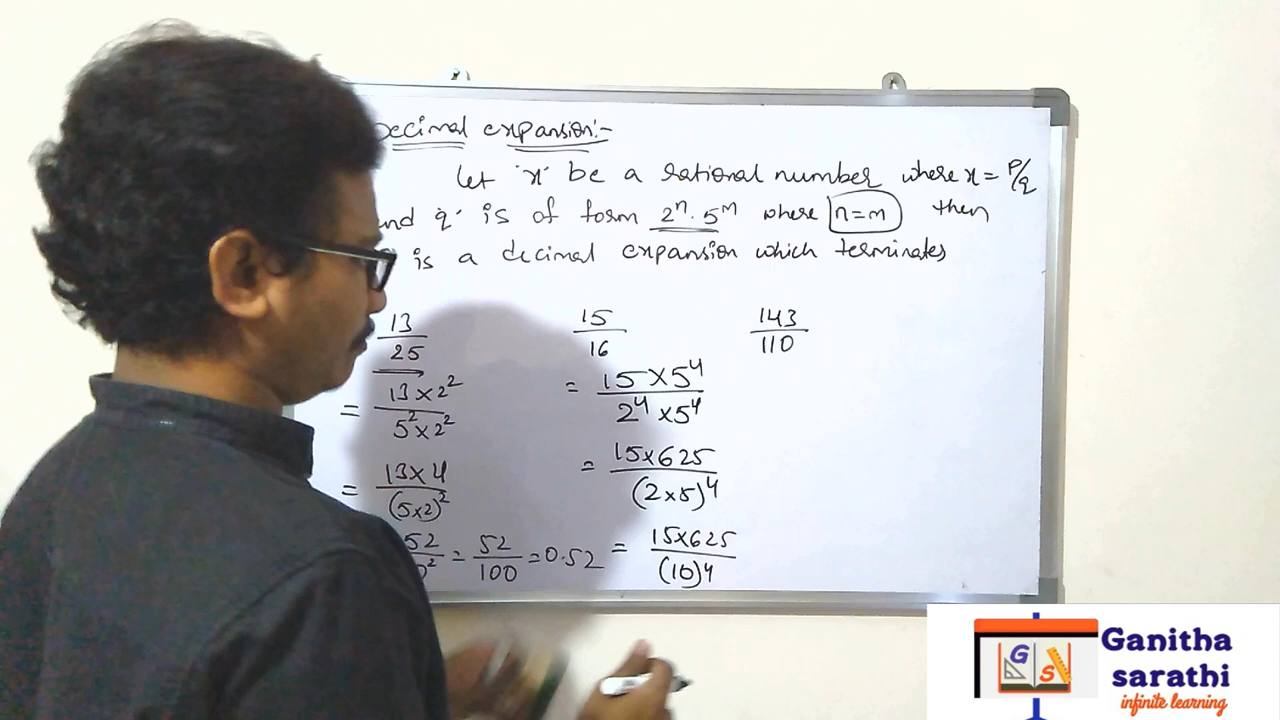 Decimal expansion:-
Let 'x' be a rational number where x = P/q
and 'q' is of form 2ⁿ · 5ᵐ where n=m then
is a decimal expansion which terminates
13/25
= 13×2²/5²×2²
= 13×4/(5×2)²
52/0² = 52/100 = 0.52
15/16
= 15×5⁴/2⁴×5⁴
= 15×625/(2×5)⁴
= 15×625/(10)⁴
143/110
G
S
Ganitha
sarathi
infinite learning